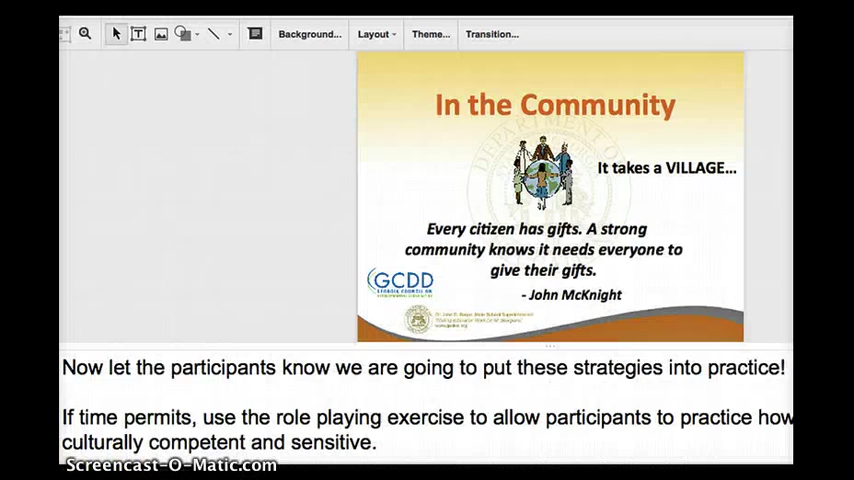 Background... Layout Theme... Transition...
In the Community
It takes a VILLAGE...
Every citizen has gifts. A strong
community knows it needs everyone to
give their gifts.
- John McKnight
GCDD
Now let the participants know we are going to put these strategies into practice!
If time permits, use the role playing exercise to allow participants to practice how
culturally competent and sensitive.
Screencast-O-Matic.com